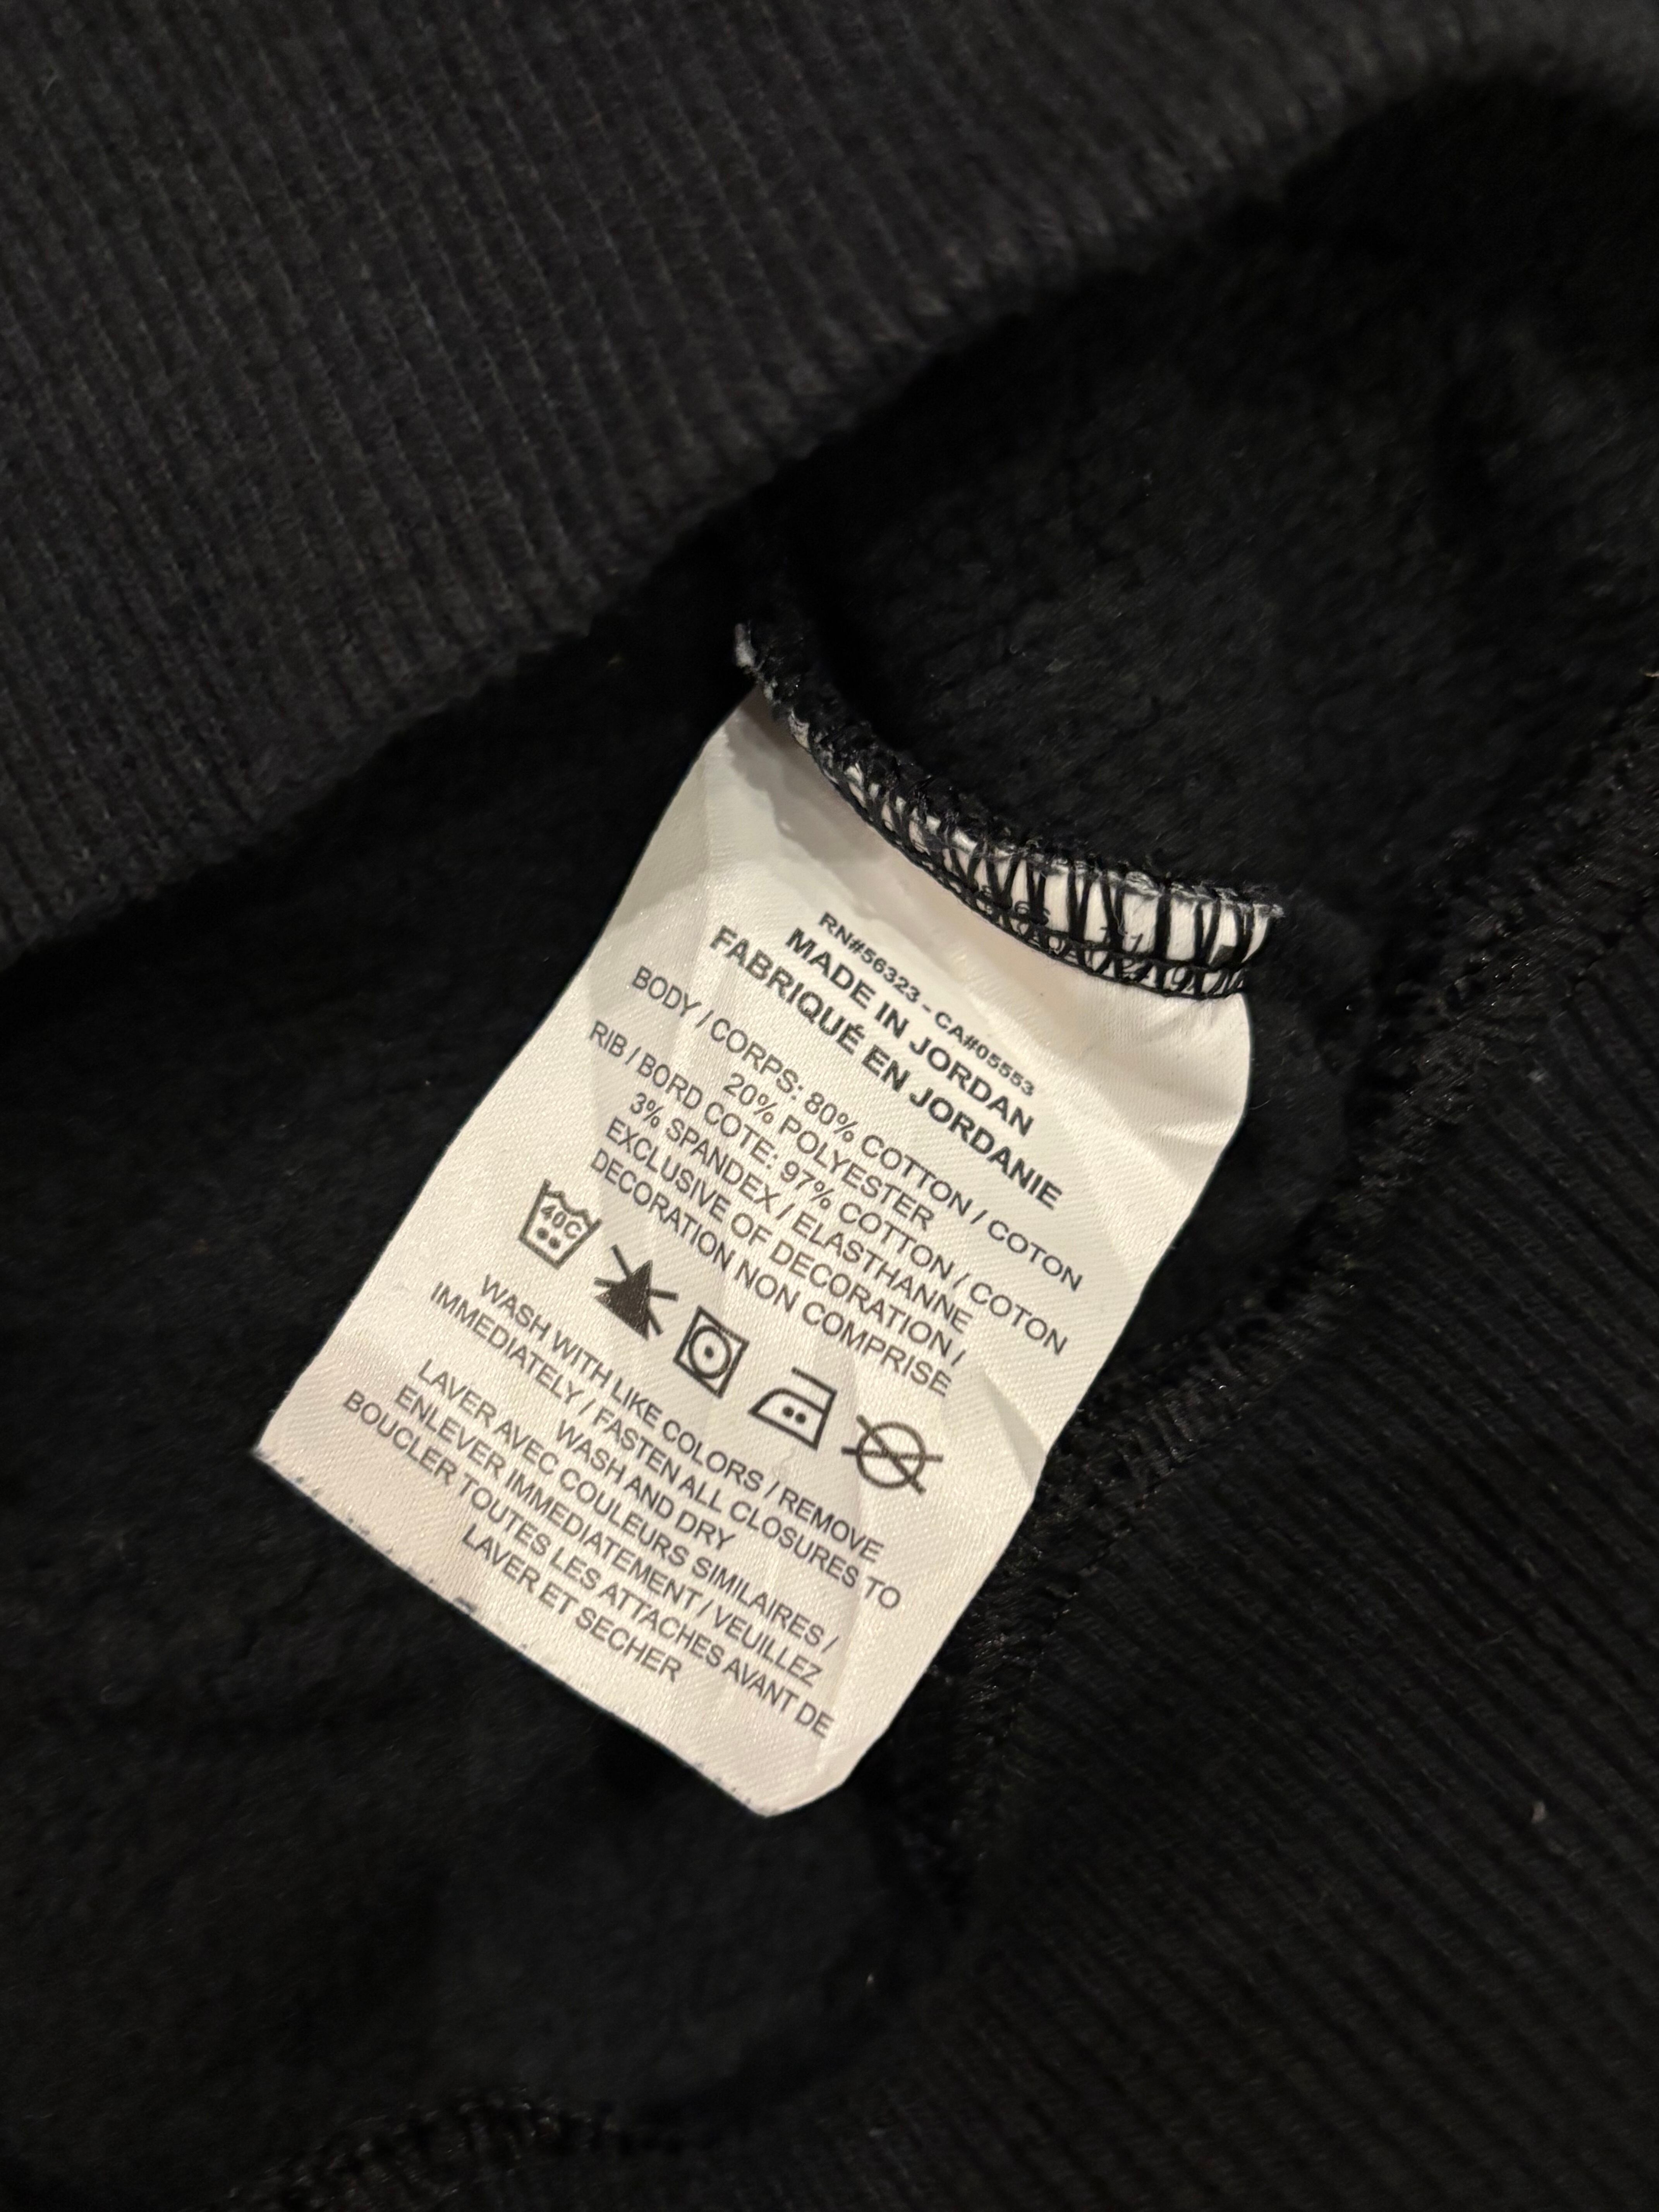 RN#56323 - CA#05553
MADE IN JORDAN
FABRIQUÉ EN JORDANIE
BODY / CORPS: 80% COTTON / COTON
20% POLYESTER
RIB / BORD COTE: 97% COTTON / COTON
3% SPANDEX / ELASTHANNE
EXCLUSIVE OF DECORATION /
DECORATION NON COMPRISE
40C
WASH WITH LIKE COLORS / REMOVE
IMMEDIATELY / FASTEN ALL CLOSURES TO
WASH AND DRY
LAVER AVEC COULEURS SIMILAIRES /
ENLEVER IMMEDIATEMENT / VEUILLEZ
BOUCLER TOUTES LES ATTACHES AVANT DE
LAVER ET SECHER